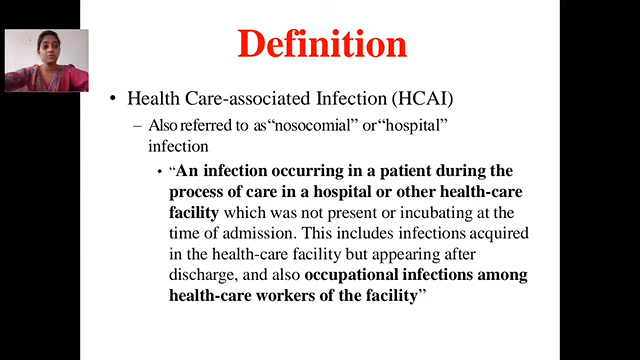 Definition
• Health Care-associated Infection (HCAI)
– Also referred to as“nosocomial” or“hospital”
infection
• “An infection occurring in a patient during the
process of care in a hospital or other health-care
facility which was not present or incubating at the
time of admission. This includes infections acquired
in the health-care facility but appearing after
discharge, and also occupational infections among
health-care workers of the facility”